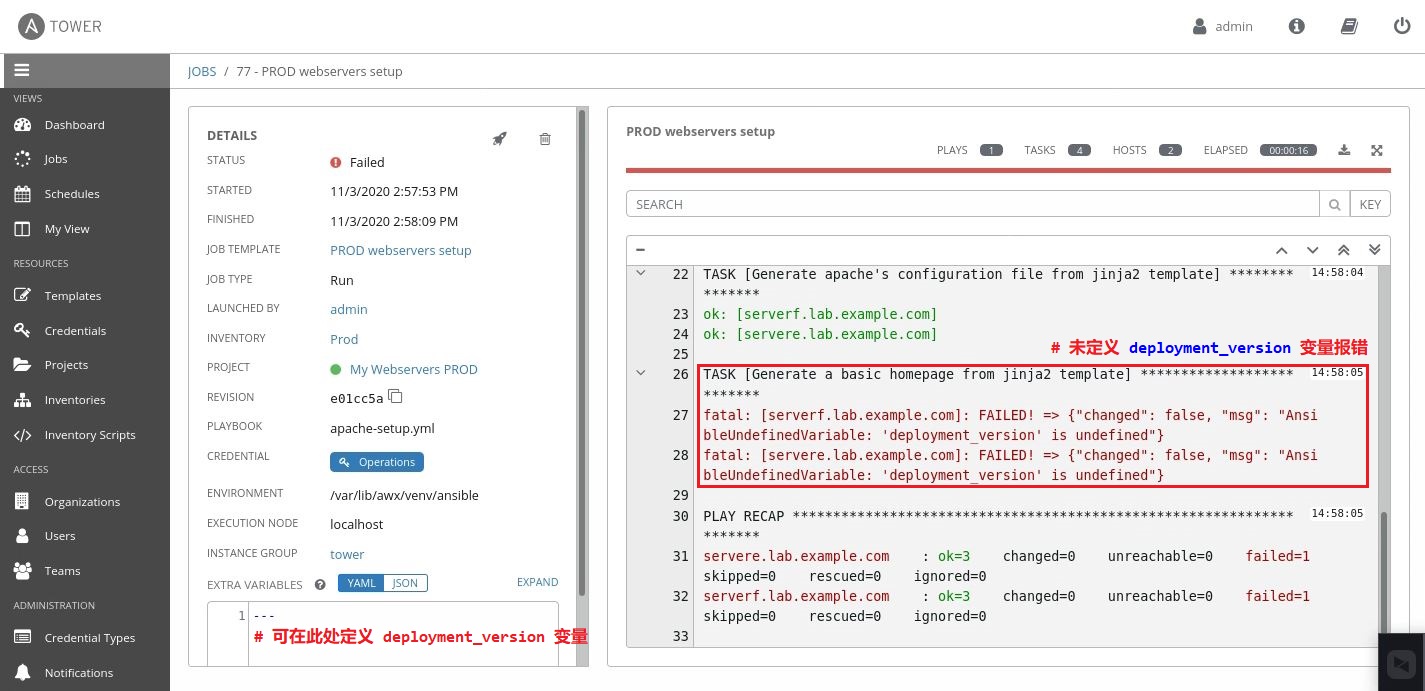 TOWER
admin
JOBS / 77 - PROD webservers setup
VIEWS
Dashboard
Jobs
Schedules
My View
RESOURCES
Templates
Credentials
Projects
Inventories
Inventory Scripts
ACCESS
Organizations
Users
Teams
ADMINISTRATION
Credential Types
Notifications
DETAILS
STATUS Failed
STARTED 11/3/2020 2:57:53 PM
FINISHED 11/3/2020 2:58:09 PM
JOB TEMPLATE PROD webservers setup
JOB TYPE Run
LAUNCHED BY admin
INVENTORY Prod
PROJECT My Webservers PROD
REVISION e01cc5a
PLAYBOOK apache-setup.yml
CREDENTIAL Operations
ENVIRONMENT /var/lib/awx/venv/ansible
EXECUTION NODE localhost
INSTANCE GROUP tower
EXTRA VARIABLES ? YAML JSON EXPAND
1 ---
# 可在此处定义 deployment_version 变量
PROD webservers setup
PLAYS 1 TASKS 4 HOSTS 2 ELAPSED 00:00:16
SEARCH KEY
22 TASK [Generate apache's configuration file from jinja2 template] ******** 14:58:04
*******
23 ok: [serverf.lab.example.com]
24 ok: [servere.lab.example.com]
# 未定义 deployment_version 变量报错
25
26 TASK [Generate a basic homepage from jinja2 template] ******************* 14:58:05
*******
27 fatal: [serverf.lab.example.com]: FAILED! => {"changed": false, "msg": "Ansi
bleUndefinedVariable: 'deployment_version' is undefined"}
28 fatal: [servere.lab.example.com]: FAILED! => {"changed": false, "msg": "Ansi
bleUndefinedVariable: 'deployment_version' is undefined"}
29
30 PLAY RECAP ************************************************************** 14:58:05
*******
31 servere.lab.example.com : ok=3 changed=0 unreachable=0 failed=1
skipped=0 rescued=0 ignored=0
32 serverf.lab.example.com : ok=3 changed=0 unreachable=0 failed=1
skipped=0 rescued=0 ignored=0
33